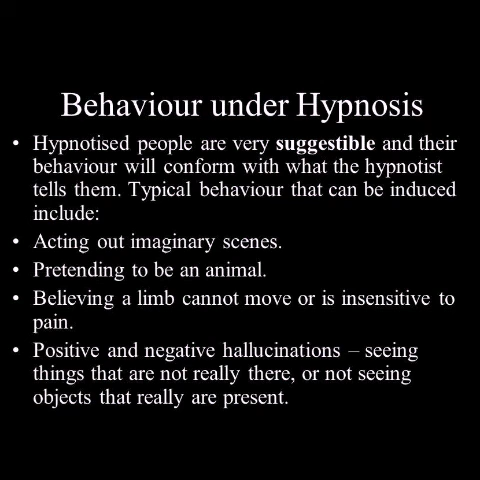 Behaviour under Hypnosis
• Hypnotised people are very suggestible and their
behaviour will conform with what the hypnotist
tells them. Typical behaviour that can be induced
include:
• Acting out imaginary scenes.
• Pretending to be an animal.
• Believing a limb cannot move or is insensitive to
pain.
• Positive and negative hallucinations – seeing
things that are not really there, or not seeing
objects that really are present.